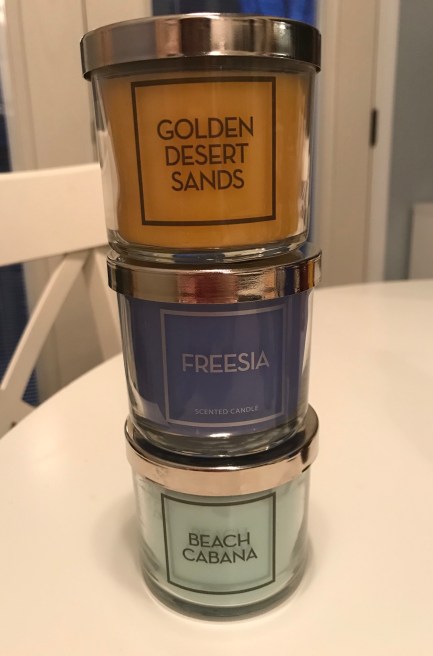 GOLDEN
DESERT
SANDS
FREESIA
SCENTED CANDLE
BEACH
CABANA